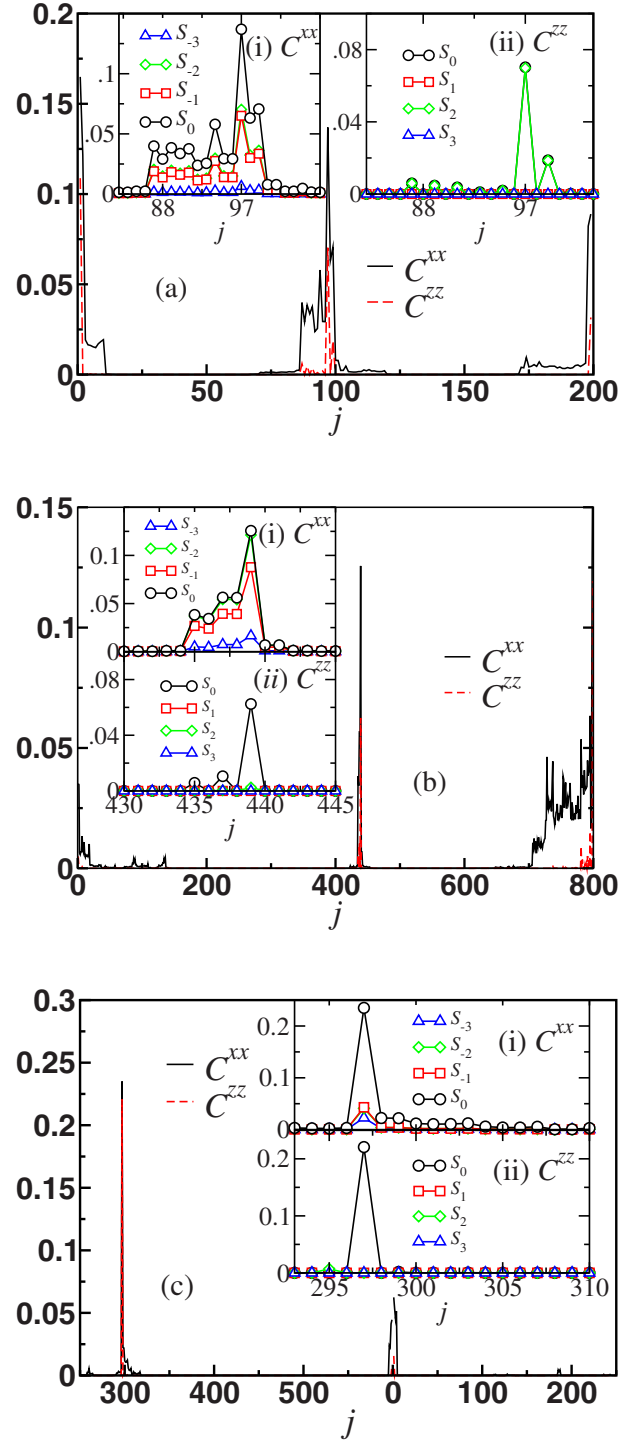 0.2
0.15
0.1
0.05
0
(i) C^{xx}
S_{-3}
S_{-2}
S_{-1}
S_0
.1
.05
0
88 97
j
(ii) C^{zz}
S_0
S_1
S_2
S_3
.08
.04
0
88 97
j
(a)
C^{xx}
C^{zz}
0 50 100 150 200
j
0.15
0.1
0.05
0
(i) C^{xx}
S_{-3}
S_{-2}
S_{-1}
S_0
0.1
.05
0
(ii) C^{zz}
S_0
S_1
S_2
S_3
.08
.04
0
430 435 440 445
j
C^{xx}
C^{zz}
(b)
0 200 400 600 800
j
0.3
0.25
0.2
0.15
0.1
0.05
0
C^{xx}
C^{zz}
(i) C^{xx}
S_{-3}
S_{-2}
S_{-1}
S_0
0.2
0.1
0
(ii) C^{zz}
S_0
S_1
S_2
S_3
0.2
0.1
0
295 300 305 310
j
(c)
300 400 500 0 100 200
j